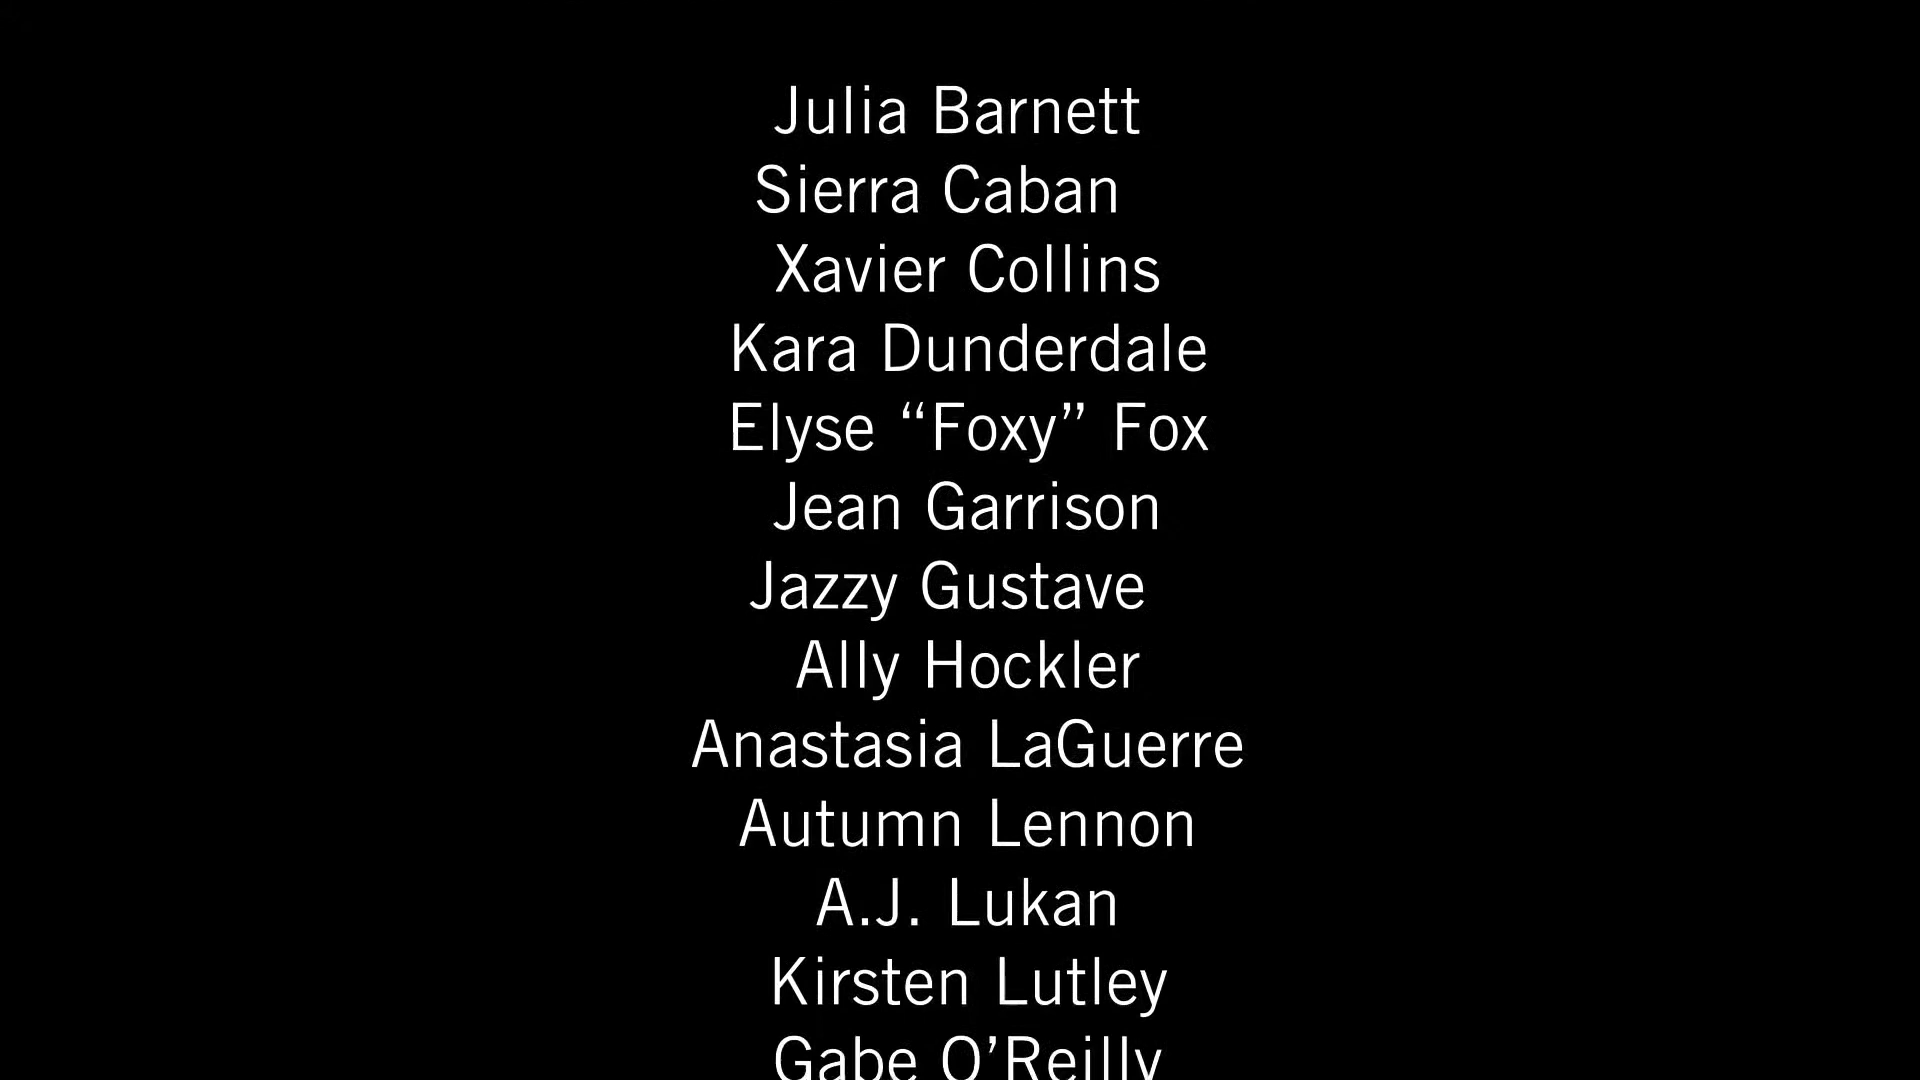 Julia Barnett
Sierra Caban
Xavier Collins
Kara Dunderdale
Elyse “Foxy” Fox
Jean Garrison
Jazzy Gustave
Ally Hockler
Anastasia LaGuerre
Autumn Lennon
A.J. Lukan
Kirsten Lutley
Gabe O’Reilly